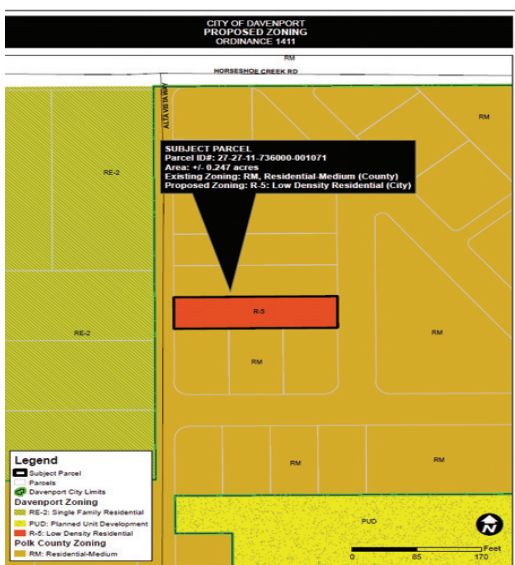 CITY OF DAVENPORT
PROPOSED ZONING
ORDINANCE 1411
RM
HORSESHOE CREEK RD
ALTA VISTA WAY
RM
SUBJECT PARCEL
Parcel ID#: 27-27-11-736000-001071
Area: +/- 0.247 acres
Existing Zoning: RM, Residential-Medium (County)
Proposed Zoning: R-5: Low Density Residential (City)
RE-2
R-5
RE-2
RM
RM
RM
RM
PUD
Legend
Subject Parcel
Parcels
Davenport City Limits
Davenport Zoning
RE-2: Single Family Residential
PUD: Planned Unit Development
R-5: Low Density Residential
Polk County Zoning
RM: Residential-Medium
N
Feet
0 85 170